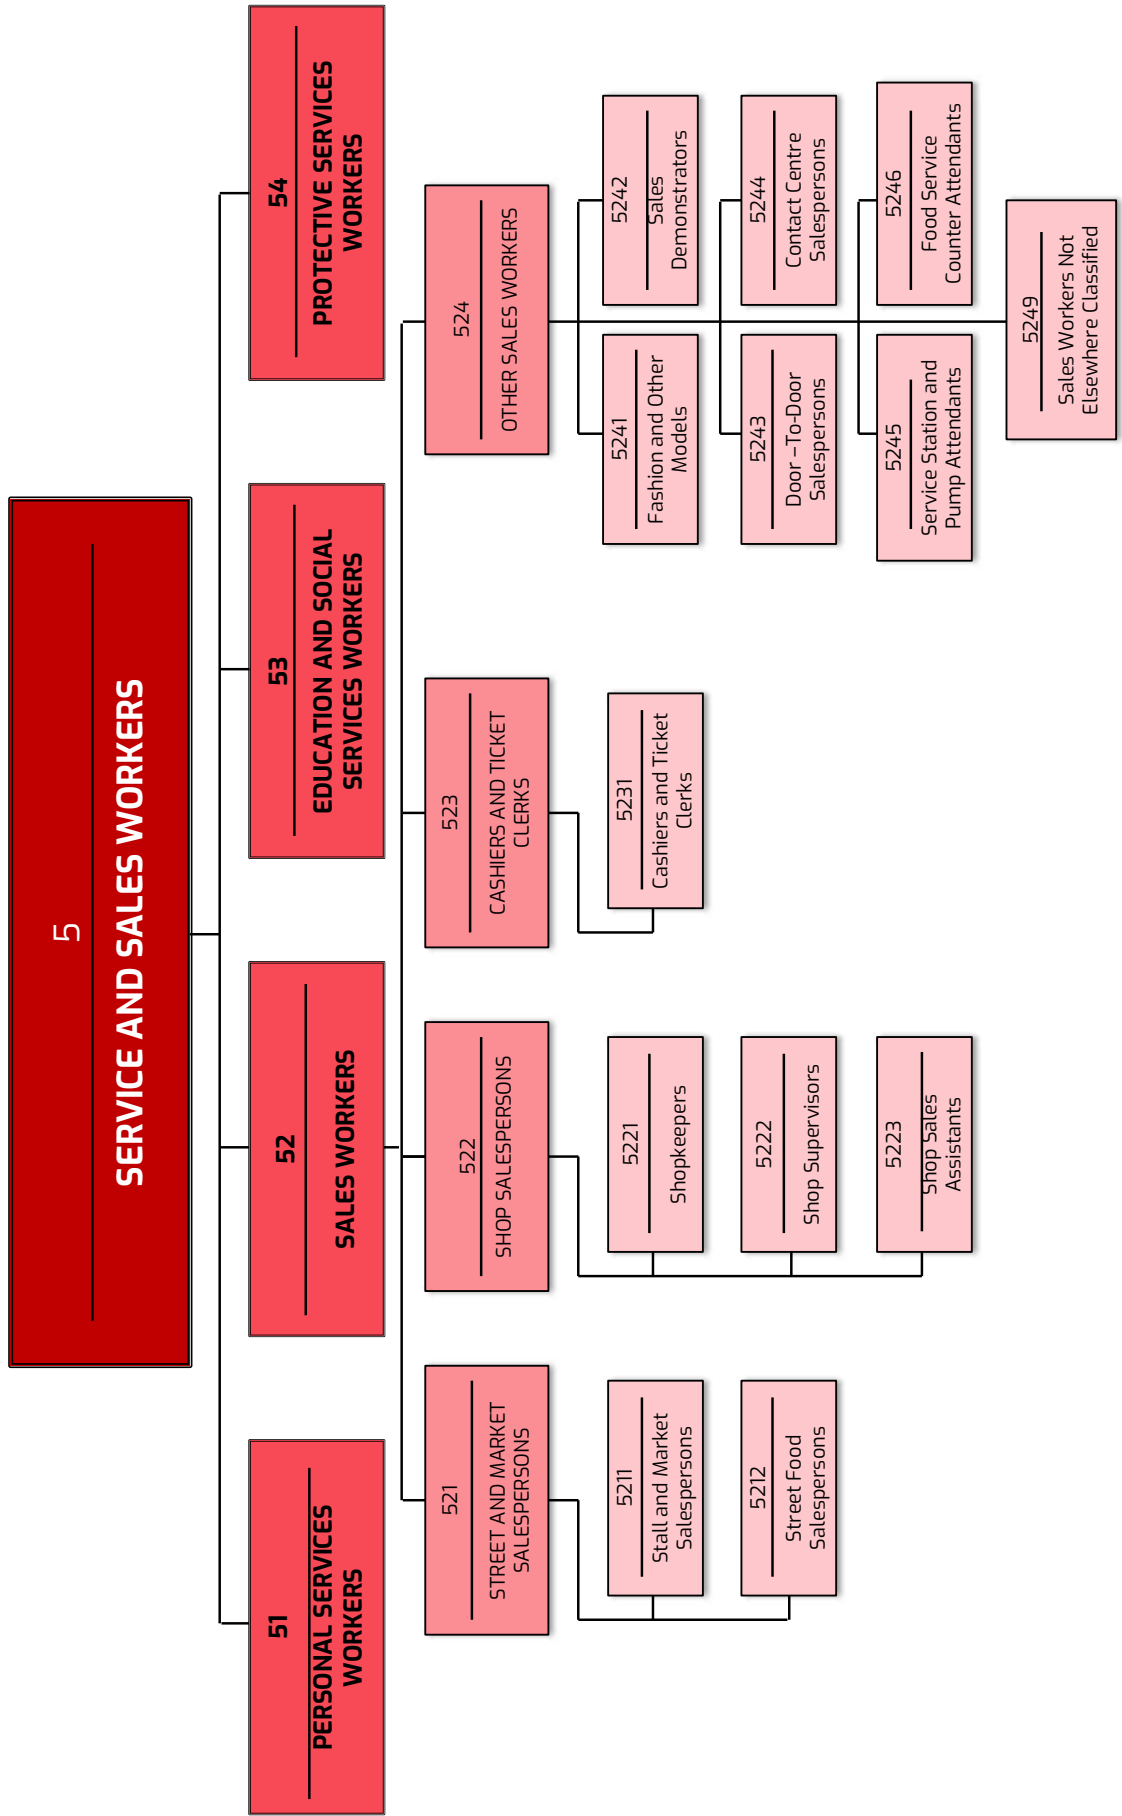 5
SERVICE AND SALES WORKERS
51
PERSONAL SERVICES
WORKERS
52
SALES WORKERS
53
EDUCATION AND SOCIAL
SERVICES WORKERS
54
PROTECTIVE SERVICES
WORKERS
521
STREET AND MARKET
SALESPERSONS
522
SHOP SALESPERSONS
523
CASHIERS AND TICKET
CLERKS
524
OTHER SALES WORKERS
5211
Stall and Market
Salespersons
5212
Street Food
Salespersons
5221
Shopkeepers
5222
Shop Supervisors
5223
Shop Sales
Assistants
5231
Cashiers and Ticket
Clerks
5241
Fashion and Other
Models
5242
Sales
Demonstrators
5243
Door –To-Door
Salespersons
5244
Contact Centre
Salespersons
5245
Service Station and
Pump Attendants
5246
Food Service
Counter Attendants
5249
Sales Workers Not
Elsewhere Classified